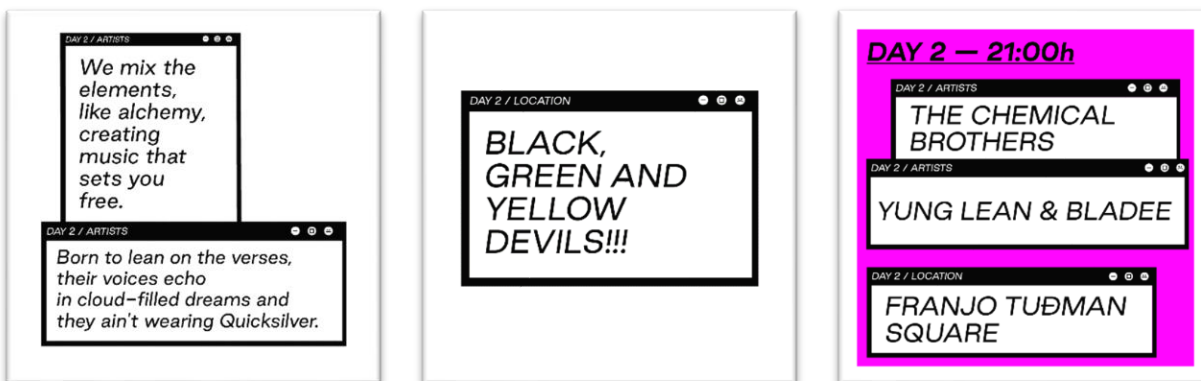 DAY 2 / ARTISTS
We mix the
elements,
like alchemy,
creating
music that
sets you
free.
DAY 2 / ARTISTS
Born to lean on the verses,
their voices echo
in cloud-filled dreams and
they ain't wearing Quicksilver.
DAY 2 / LOCATION
BLACK,
GREEN AND
YELLOW
DEVILS!!!
DAY 2 — 21:00h
DAY 2 / ARTISTS
THE CHEMICAL
BROTHERS
DAY 2 / ARTISTS
YUNG LEAN & BLADEE
DAY 2 / LOCATION
FRANJO TUĐMAN
SQUARE